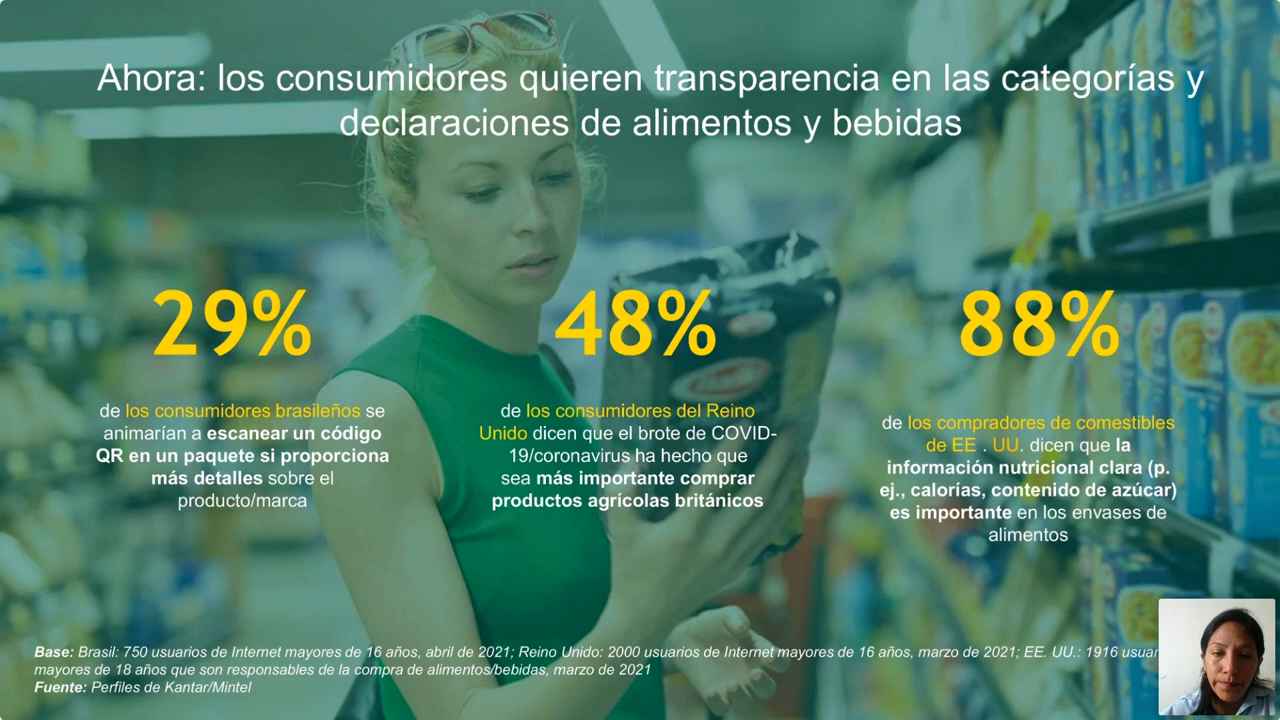 Ahora: los consumidores quieren transparencia en las categorías y
declaraciones de alimentos y bebidas
29%
de los consumidores brasileños se
animarían a escanear un código
QR en un paquete si proporciona
más detalles sobre el
producto/marca
48%
de los consumidores del Reino
Unido dicen que el brote de COVID-
19/coronavirus ha hecho que
sea más importante comprar
productos agrícolas británicos
88%
de los compradores de comestibles
de EE . UU. dicen que la
información nutricional clara (p.
ej., calorías, contenido de azúcar)
es importante en los envases de
alimentos
Base: Brasil: 750 usuarios de Internet mayores de 16 años, abril de 2021; Reino Unido: 2000 usuarios de Internet mayores de 16 años, marzo de 2021; EE. UU.: 1916
mayores de 18 años que son responsables de la compra de alimentos/bebidas, marzo de 2021
Fuente: Perfiles de Kantar/Mintel